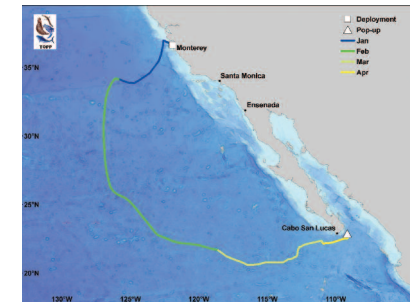 TOPP
Deployment
Pop-up
Jan
Feb
Mar
Apr
Monterey
35°N
Santa Monica
Ensenada
30°N
25°N
Cabo San Lucas
20°N
130°W
125°W
120°W
115°W
110°W